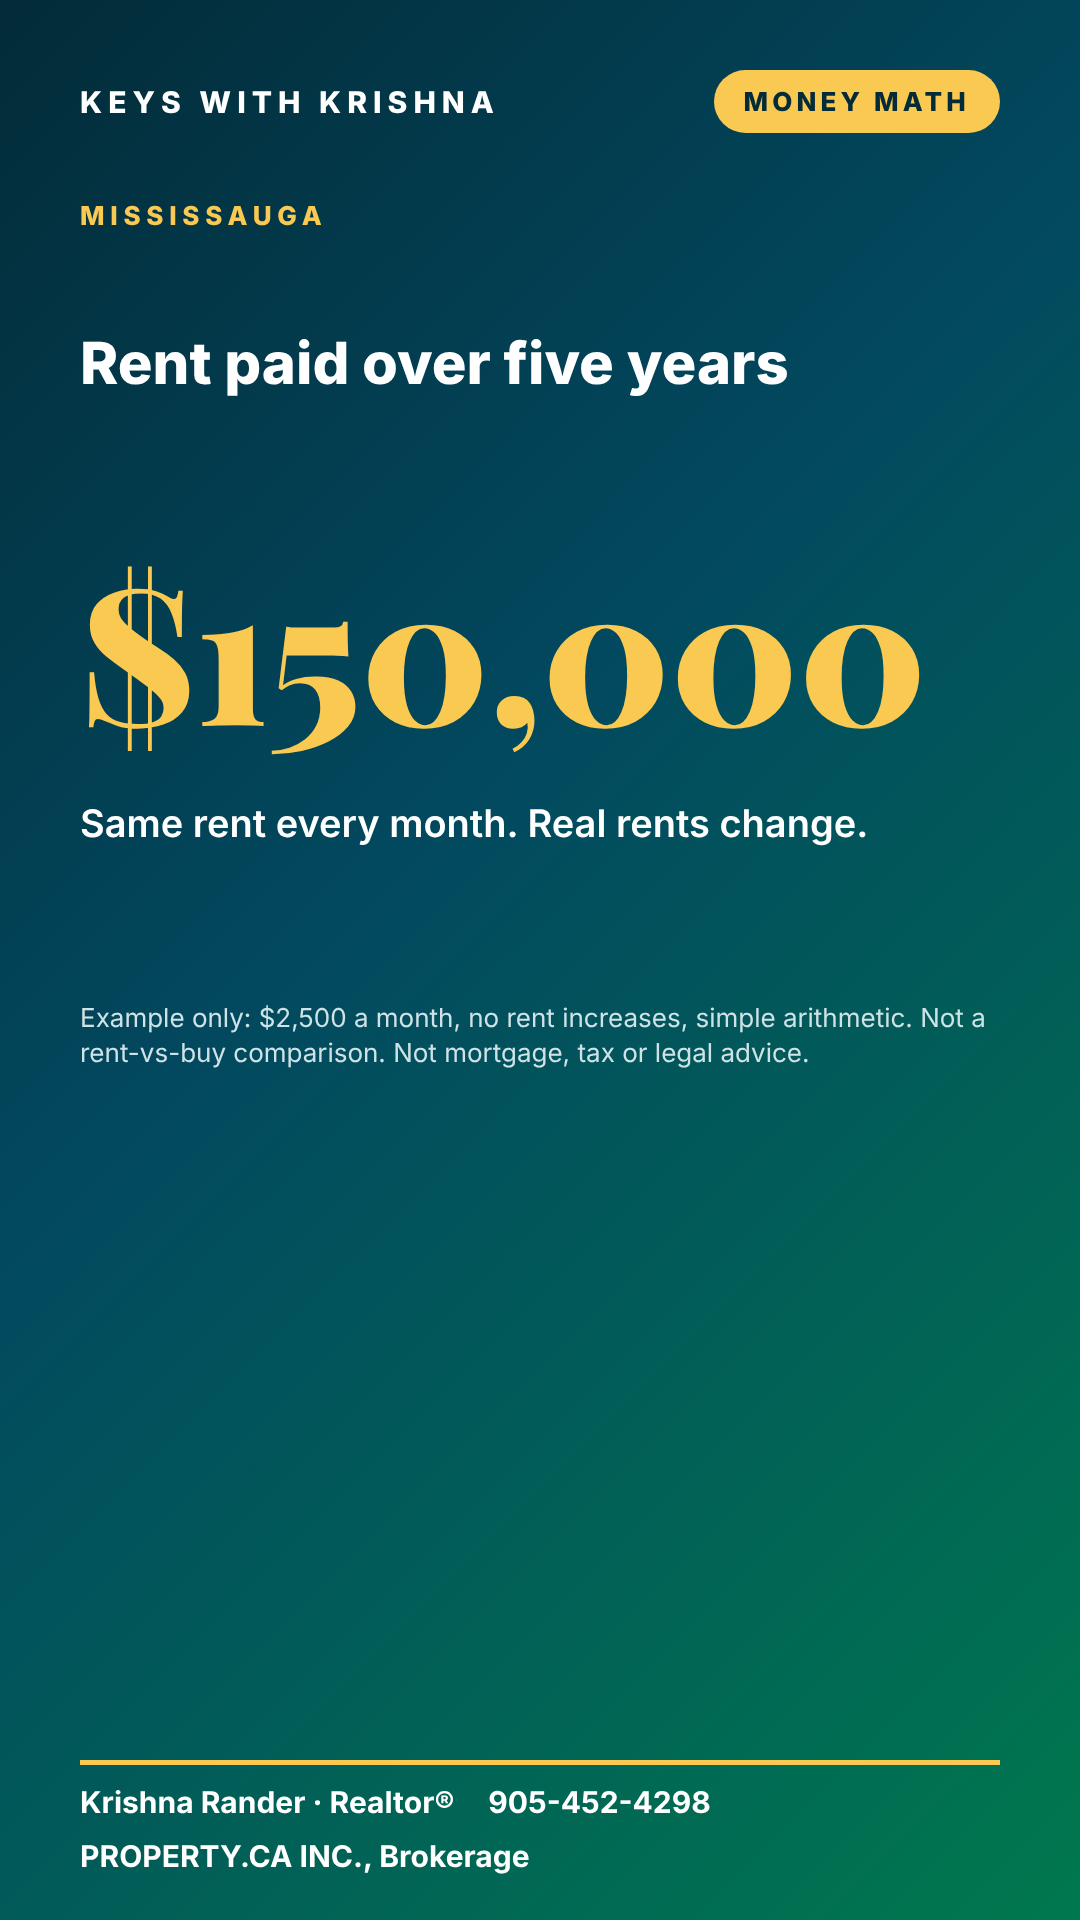 KEYS WITH KRISHNA
MONEY MATH
MISSISSAUGA
Rent paid over five years
$150,000
Same rent every month. Real rents change.
Example only: $2,500 a month, no rent increases, simple arithmetic. Not a
rent-vs-buy comparison. Not mortgage, tax or legal advice.
Krishna Rander · Realtor® 905-452-4298
PROPERTY.CA INC., Brokerage